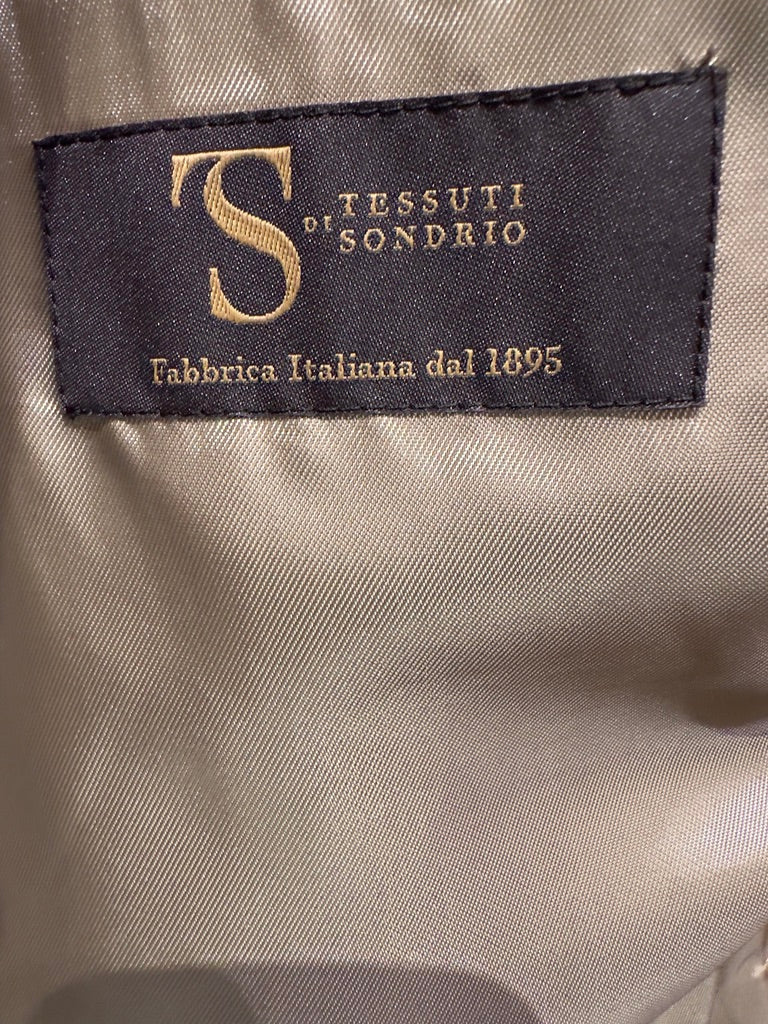 TS
DI TESSUTI
SONDRIO
Fabbrica Italiana dal 1895